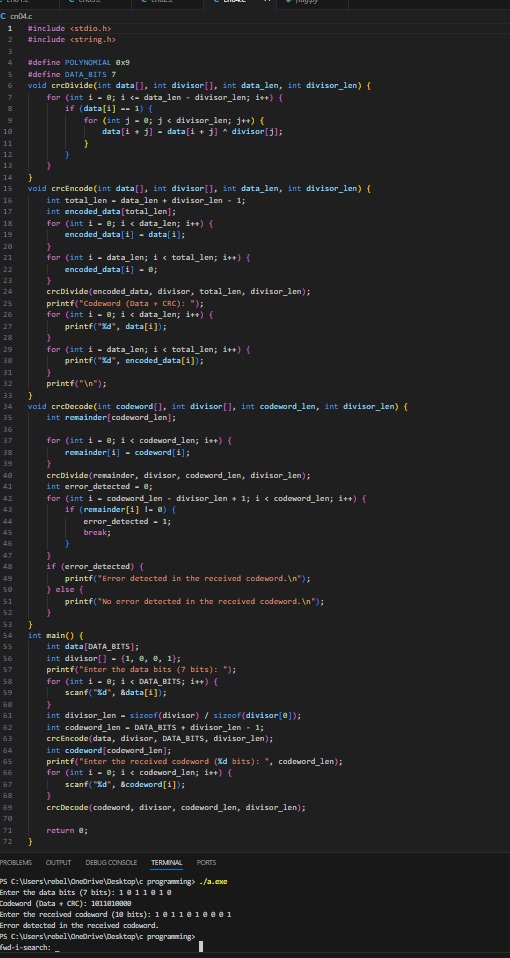 cn04.c
C cn04.c
1 #include <stdio.h>
2 #include <string.h>
3
4 #define POLYNOMIAL 0x9
5 #define DATA_BITS 7
6 void crcDivide(int data[], int divisor[], int data_len, int divisor_len) {
7 for (int i = 0; i <= data_len - divisor_len; i++) {
8 if (data[i] == 1) {
9 for (int j = 0; j < divisor_len; j++) {
10 data[i + j] = data[i + j] ^ divisor[j];
11 }
12 }
13 }
14 }
15 void crcEncode(int data[], int divisor[], int data_len, int divisor_len) {
16 int total_len = data_len + divisor_len - 1;
17 int encoded_data[total_len];
18 for (int i = 0; i < data_len; i++) {
19 encoded_data[i] = data[i];
20 }
21 for (int i = data_len; i < total_len; i++) {
22 encoded_data[i] = 0;
23 }
24 crcDivide(encoded_data, divisor, total_len, divisor_len);
25 printf("Codeword (Data + CRC): ");
26 for (int i = 0; i < data_len; i++) {
27 printf("%d", data[i]);
28 }
29 for (int i = data_len; i < total_len; i++) {
30 printf("%d", encoded_data[i]);
31 }
32 printf("\n");
33 }
34 void crcDecode(int codeword[], int divisor[], int codeword_len, int divisor_len) {
35 int remainder[codeword_len];
36
37 for (int i = 0; i < codeword_len; i++) {
38 remainder[i] = codeword[i];
39 }
40 crcDivide(remainder, divisor, codeword_len, divisor_len);
41 int error_detected = 0;
42 for (int i = codeword_len - divisor_len + 1; i < codeword_len; i++) {
43 if (remainder[i] != 0) {
44 error_detected = 1;
45 break;
46 }
47 }
48 if (error_detected) {
49 printf("Error detected in the received codeword.\n");
50 } else {
51 printf("No error detected in the received codeword.\n");
52 }
53 }
54 int main() {
55 int data[DATA_BITS];
56 int divisor[] = {1, 0, 0, 1};
57 printf("Enter the data bits (7 bits): ");
58 for (int i = 0; i < DATA_BITS; i++) {
59 scanf("%d", &data[i]);
60 }
61 int divisor_len = sizeof(divisor) / sizeof(divisor[0]);
62 int codeword_len = DATA_BITS + divisor_len - 1;
63 crcEncode(data, divisor, DATA_BITS, divisor_len);
64 int codeword[codeword_len];
65 printf("Enter the received codeword (%d bits): ", codeword_len);
66 for (int i = 0; i < codeword_len; i++) {
67 scanf("%d", &codeword[i]);
68 }
69 crcDecode(codeword, divisor, codeword_len, divisor_len);
70
71 return 0;
72 }
PROBLEMS OUTPUT DEBUG CONSOLE TERMINAL PORTS
PS C:\Users\rebel\OneDrive\Desktop\c programming> ./a.exe
Enter the data bits (7 bits): 1 0 1 1 0 1 0
Codeword (Data + CRC): 1011010000
Enter the received codeword (10 bits): 1 0 1 1 0 1 0 0 0 1
Error detected in the received codeword.
PS C:\Users\rebel\OneDrive\Desktop\c programming>
fwd-i-search: _